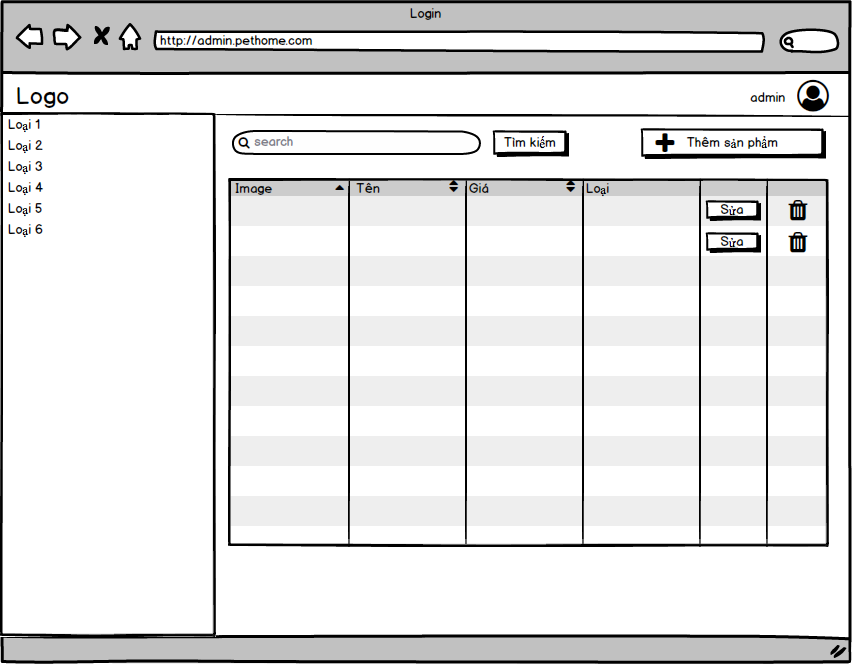 Login
http://admin.pethome.com
Logo
admin
Loại 1
Loại 2
Loại 3
Loại 4
Loại 5
Loại 6
search
Tìm kiếm
Thêm sản phẩm
Image Tên Giá Loại
Sửa
Sửa